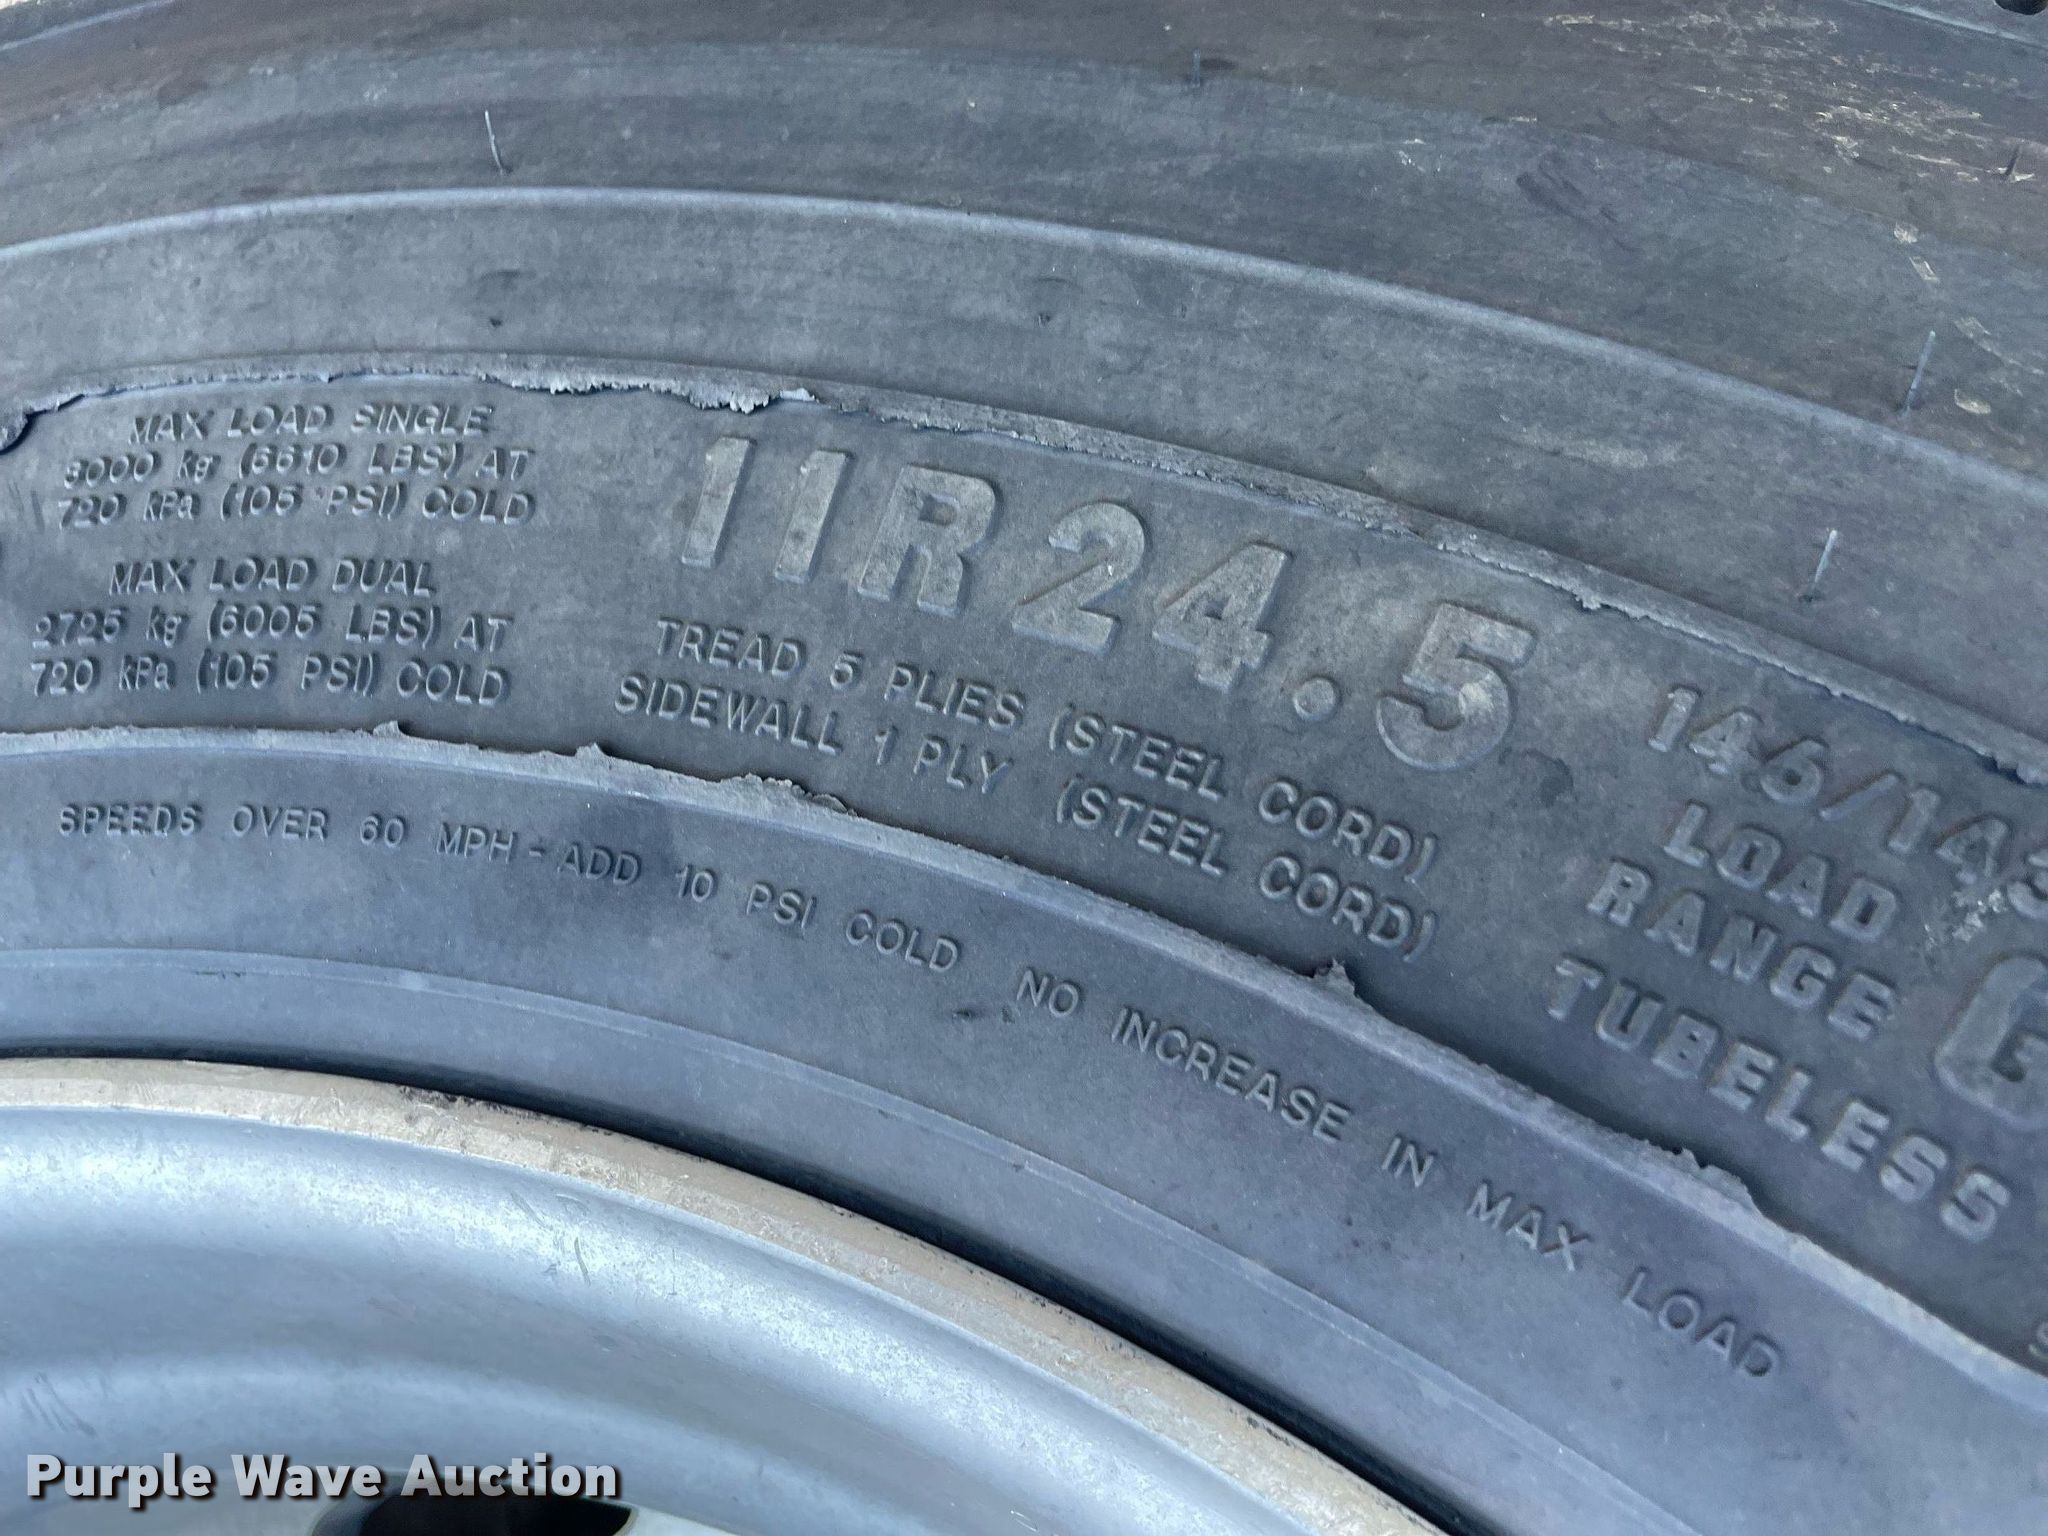 MAX LOAD SINGLE
3000 kg (6610 LBS) AT
720 kPa (105 PSI) COLD
MAX LOAD DUAL
2725 kg (6005 LBS) AT
720 kPa (105 PSI) COLD
11R24.5
TREAD 5 PLIES (STEEL CORD)
SIDEWALL 1 PLY (STEEL CORD)
146/143
LOAD
RANGE G
TUBELESS
SPEEDS OVER 60 MPH - ADD 10 PSI COLD NO INCREASE IN MAX LOAD
Purple Wave Auction